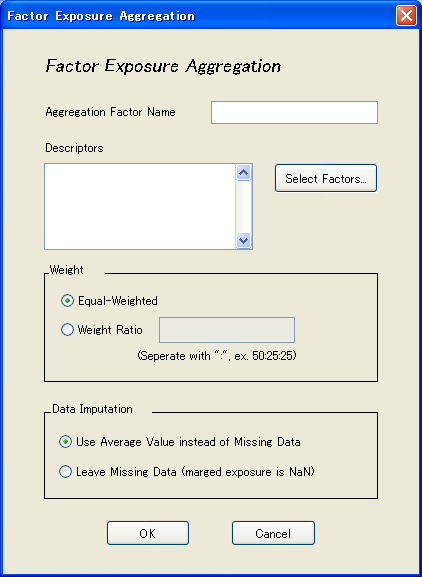 Factor Exposure Aggregation
Factor Exposure Aggregation
Aggregation Factor Name
Descriptors
Select Factors...
Weight
Equal-Weighted
Weight Ratio
(Seperate with ":", ex. 50:25:25)
Data Imputation
Use Average Value instead of Missing Data
Leave Missing Data (marged exposure is NaN)
OK Cancel